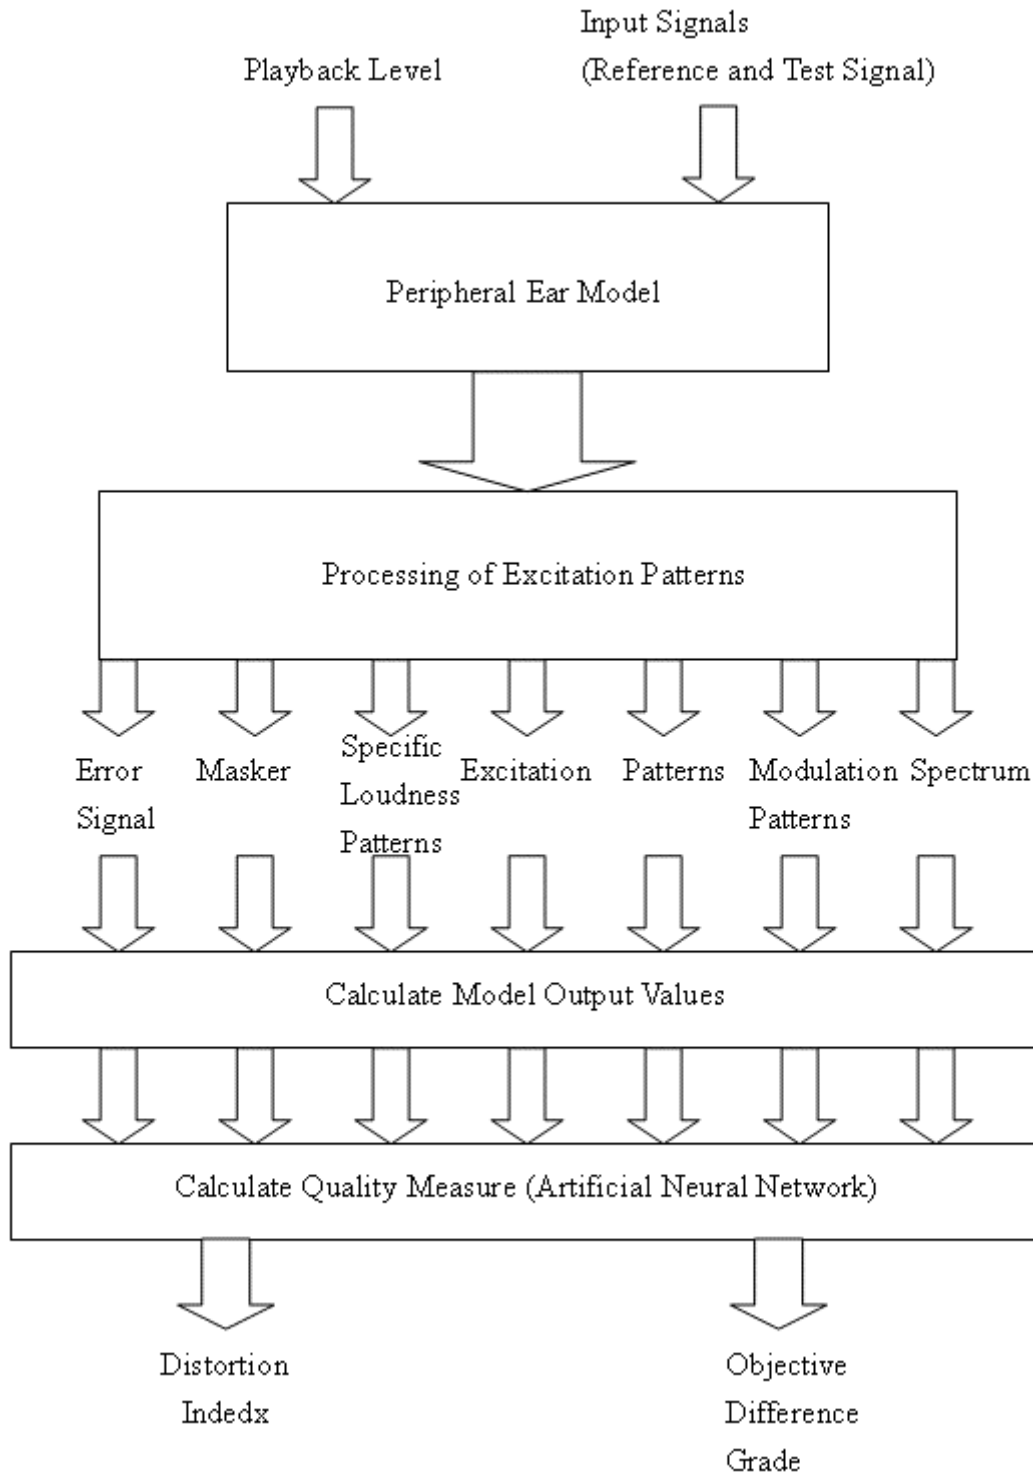 Input Signals
Playback Level
(Reference and Test Signal)
Peripheral Ear Model
Processing of Excitation Patterns
Error
Signal
Masker
Specific
Loudness
Patterns
Excitation
Patterns
Modulation
Patterns
Spectrum
Calculate Model Output Values
Calculate Quality Measure (Artificial Neural Network)
Distortion
Indedx
Objective
Difference
Grade